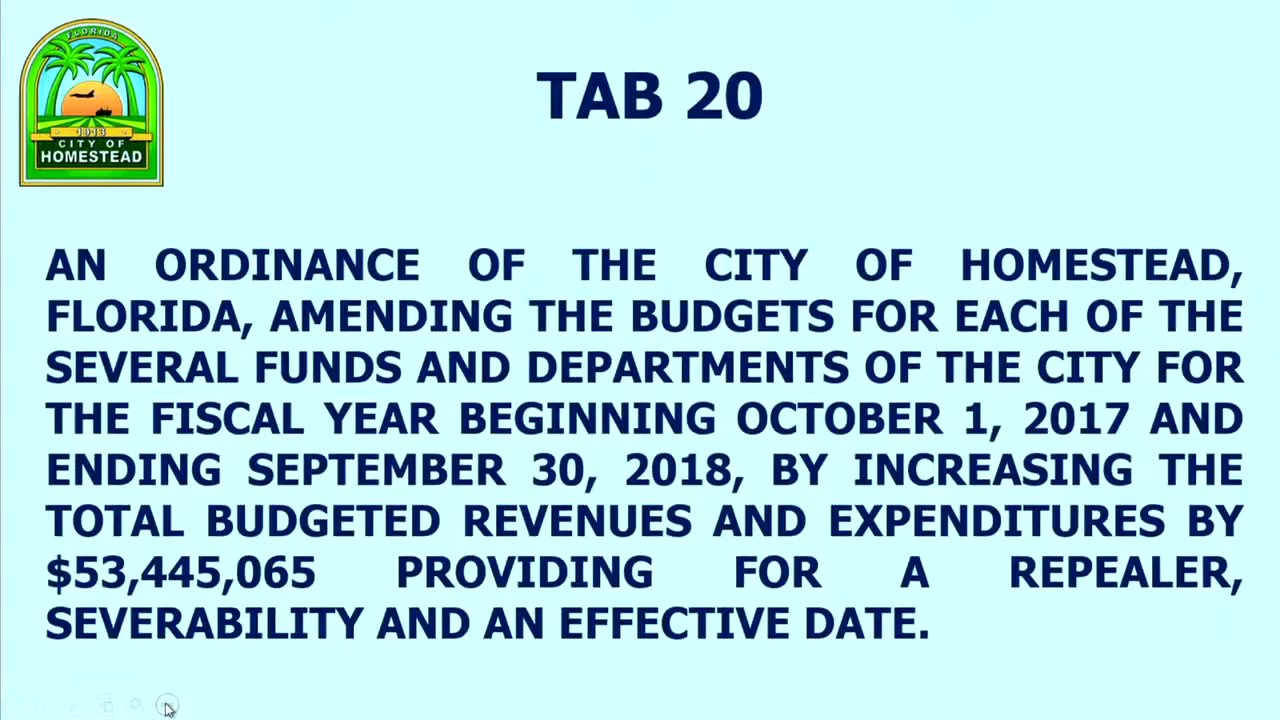 FLORIDA
1913
CITY OF
HOMESTEAD
TAB 20
AN ORDINANCE OF THE CITY OF HOMESTEAD,
FLORIDA, AMENDING THE BUDGETS FOR EACH OF THE
SEVERAL FUNDS AND DEPARTMENTS OF THE CITY FOR
THE FISCAL YEAR BEGINNING OCTOBER 1, 2017 AND
ENDING SEPTEMBER 30, 2018, BY INCREASING THE
TOTAL BUDGETED REVENUES AND EXPENDITURES BY
$53,445,065 PROVIDING FOR A REPEALER,
SEVERABILITY AND AN EFFECTIVE DATE.